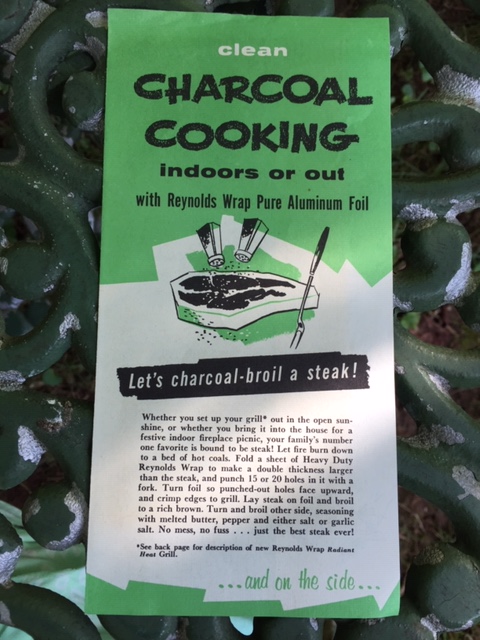 clean
CHARCOAL
COOKING
indoors or out
with Reynolds Wrap Pure Aluminum Foil
Let's charcoal-broil a steak!
Whether you set up your grill* out in the open sun-
shine, or whether you bring it into the house for a
festive indoor fireplace picnic, your family's number
one favorite is bound to be steak! Let fire burn down
to a bed of hot coals. Fold a sheet of Heavy Duty
Reynolds Wrap to make a double thickness larger
than the steak, and punch 15 or 20 holes in it with a
fork. Turn foil so punched-out holes face upward,
and crimp edges to grill. Lay steak on foil and broil
to a rich brown. Turn and broil other side, seasoning
with melted butter, pepper and either salt or garlic
salt. No mess, no fuss . . . just the best steak ever!
*See back page for description of new Reynolds Wrap Radiant
Heat Grill.
...and on the side...